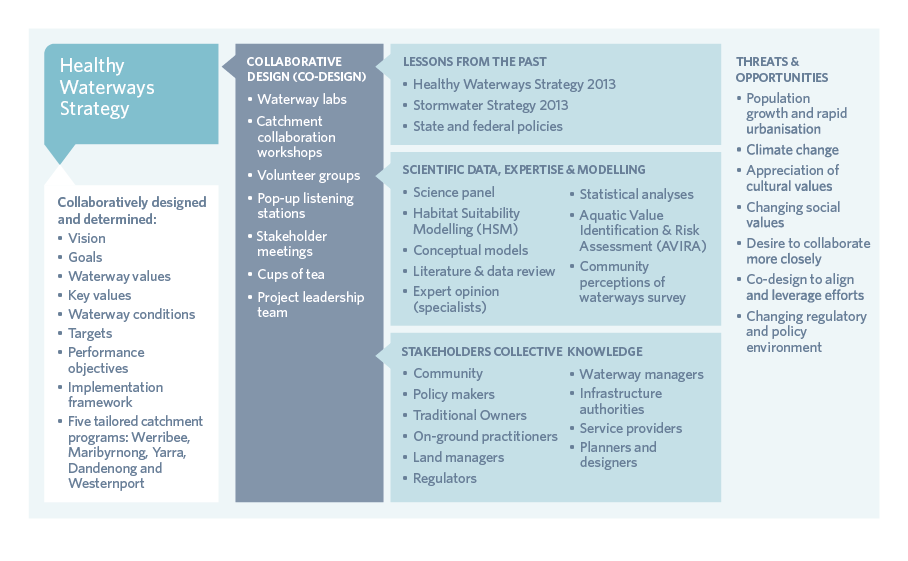 Healthy
Waterways
Strategy
Collaboratively designed
and determined:
• Vision
• Goals
• Waterway values
• Key values
• Waterway conditions
• Targets
• Performance
objectives
• Implementation
framework
• Five tailored catchment
programs: Werribee,
Maribyrnong, Yarra,
Dandenong and
Westernport
COLLABORATIVE
DESIGN (CO-DESIGN)
• Waterway labs
• Catchment
collaboration
workshops
• Volunteer groups
• Pop-up listening
stations
• Stakeholder
meetings
• Cups of tea
• Project leadership
team
LESSONS FROM THE PAST
• Healthy Waterways Strategy 2013
• Stormwater Strategy 2013
• State and federal policies
SCIENTIFIC DATA, EXPERTISE & MODELLING
• Science panel
• Habitat Suitability
Modelling (HSM)
• Conceptual models
• Literature & data review
• Expert opinion
(specialists)
• Statistical analyses
• Aquatic Value
Identification & Risk
Assessment (AVIRA)
• Community
perceptions of
waterways survey
STAKEHOLDERS COLLECTIVE KNOWLEDGE
• Community
• Policy makers
• Traditional Owners
• On-ground practitioners
• Land managers
• Regulators
• Waterway managers
• Infrastructure
authorities
• Service providers
• Planners and
designers
THREATS &
OPPORTUNITIES
• Population
growth and rapid
urbanisation
• Climate change
• Appreciation of
cultural values
• Changing social
values
• Desire to collaborate
more closely
• Co-design to align
and leverage efforts
• Changing regulatory
and policy
environment